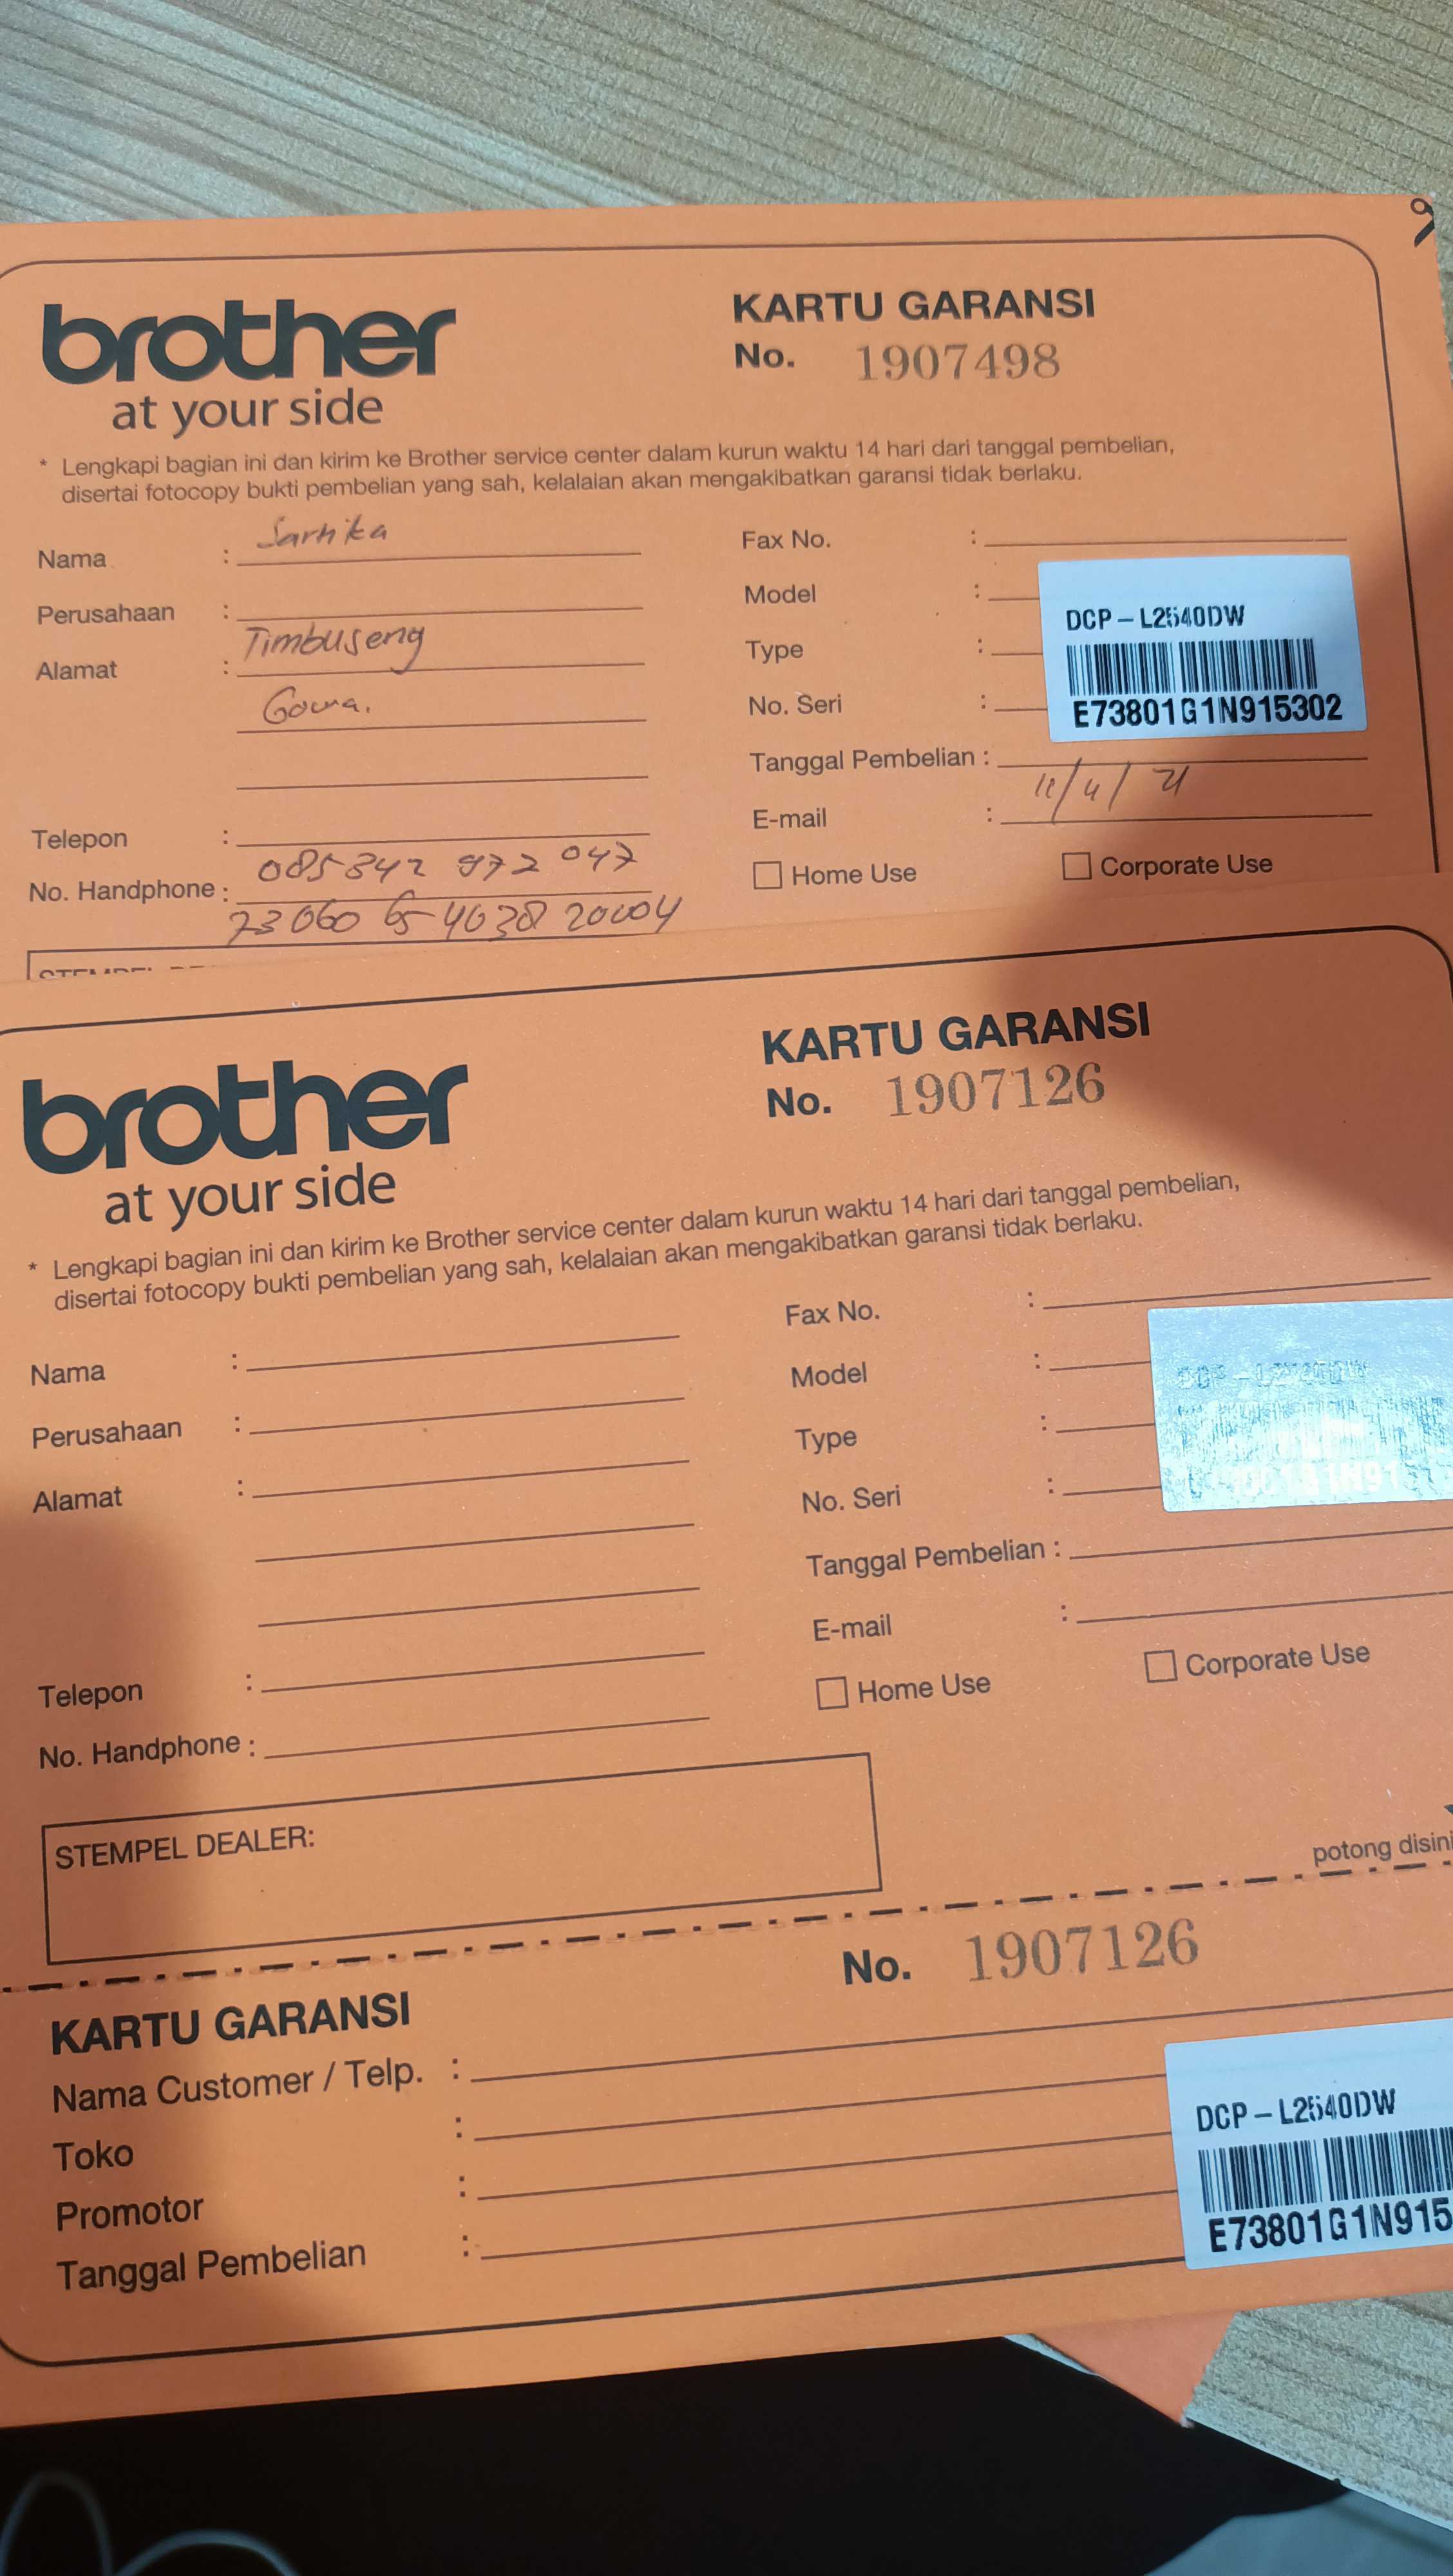 brother
at your side
KARTU GARANSI
No. 1907498
* Lengkapi bagian ini dan kirim ke Brother service center dalam kurun waktu 14 hari dari tanggal pembelian,
disertai fotocopy bukti pembelian yang sah, kelalaian akan mengakibatkan garansi tidak berlaku.
Nama : Sartika
Perusahaan :
Alamat : Timbuseng
Gowa.
Telepon :
No. Handphone : 085 342 972 047
Fax No. :
Model :
Type :
No. Seri :
DCP-L2540DW
E73801G1N915302
Tanggal Pembelian :
E-mail :
Home Use
Corporate Use
brother
at your side
KARTU GARANSI
No. 1907126
* Lengkapi bagian ini dan kirim ke Brother service center dalam kurun waktu 14 hari dari tanggal pembelian,
disertai fotocopy bukti pembelian yang sah, kelalaian akan mengakibatkan garansi tidak berlaku.
Nama :
Perusahaan :
Alamat :
Telepon :
No. Handphone :
Fax No. :
Model :
Type :
No. Seri :
Tanggal Pembelian :
E-mail :
Home Use
Corporate Use
STEMPEL DEALER:
potong disini
KARTU GARANSI
No. 1907126
Nama Customer / Telp. :
Toko :
Promotor :
Tanggal Pembelian :
DCP-L2540DW
E73801G1N915